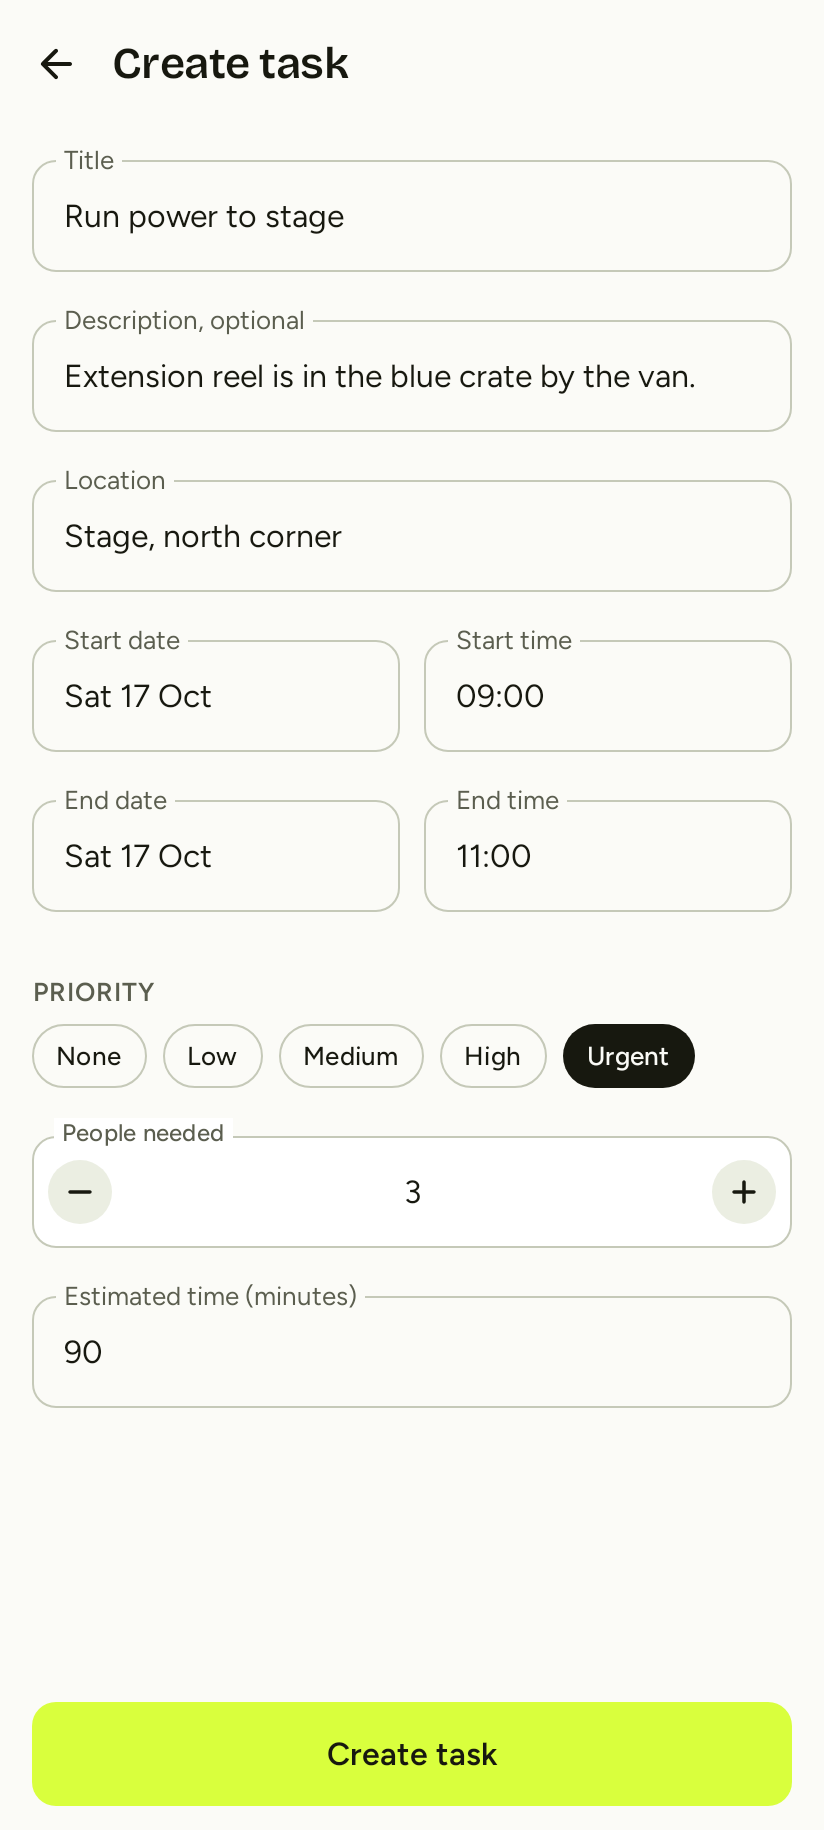 Create task
Title
Run power to stage
Description, optional
Extension reel is in the blue crate by the van.
Location
Stage, north corner
Start date
Start time
Sat 17 Oct
09:00
End date
End time
Sat 17 Oct
11:00
PRIORITY
None Low Medium High Urgent
People needed
3
Estimated time (minutes)
90
Create task